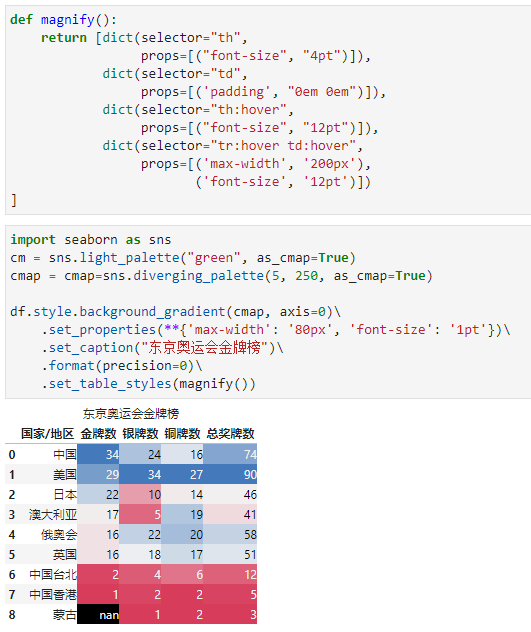 def magnify():
    return [dict(selector="th",
                 props=[("font-size", "4pt")]),
            dict(selector="td",
                 props=[('padding', "0em 0em")]),
            dict(selector="th:hover",
                 props=[("font-size", "12pt")]),
            dict(selector="tr:hover td:hover",
                 props=[('max-width', '200px'),
                        ('font-size', '12pt')])
]
import seaborn as sns
cm = sns.light_palette("green", as_cmap=True)
cmap = cmap=sns.diverging_palette(5, 250, as_cmap=True)
df.style.background_gradient(cmap, axis=0)\
    .set_properties(**{'max-width': '80px', 'font-size': '1pt'})\
    .set_caption("东京奥运会金牌榜")\
    .format(precision=0)\
    .set_table_styles(magnify())
东京奥运会金牌榜
国家/地区 金牌数 银牌数 铜牌数 总奖牌数
0 中国 34 24 16 74
1 美国 29 34 27 90
2 日本 22 10 14 46
3 澳大利亚 17 5 19 41
4 俄奥会 16 22 20 58
5 英国 16 18 17 51
6 中国台北 2 4 6 12
7 中国香港 1 2 2 5
8 蒙古 nan 1 2 3